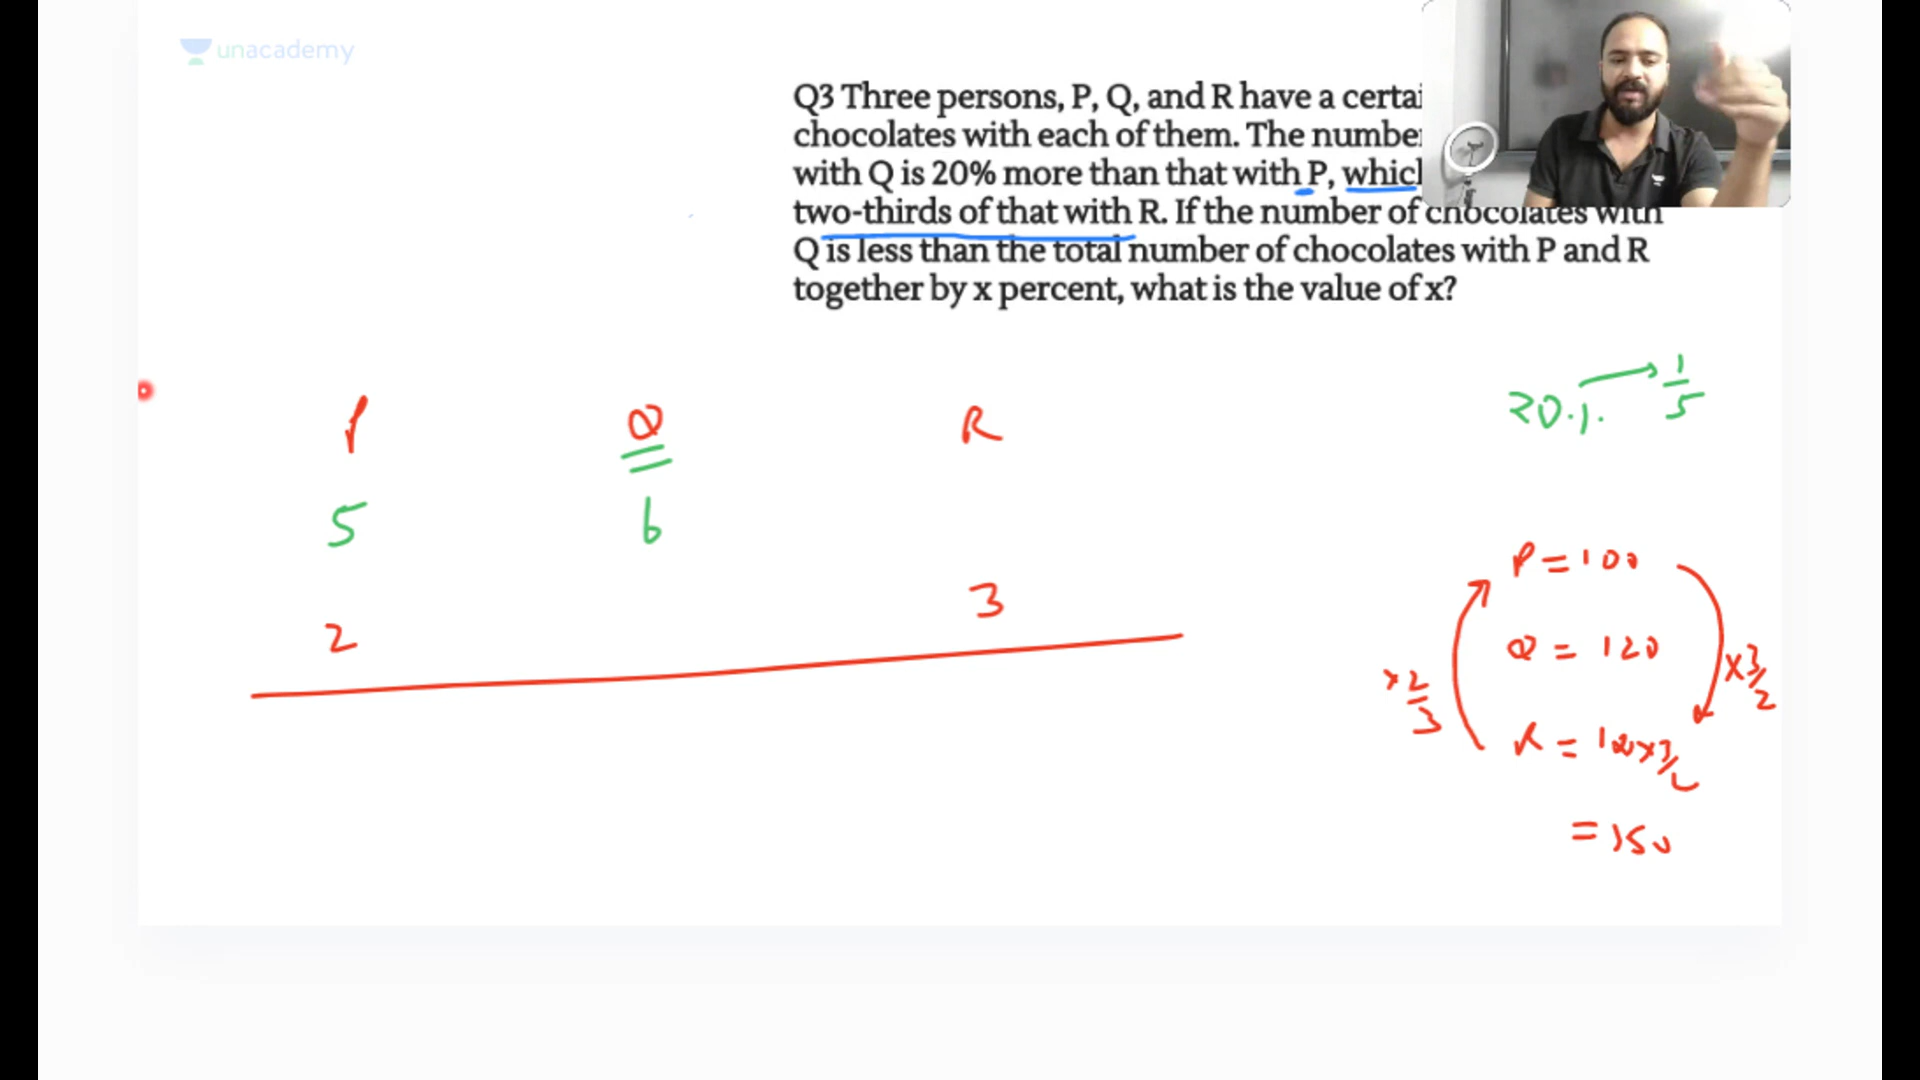 unacademy
Q3 Three persons, P, Q, and R have a certai
chocolates with each of them. The number
with Q is 20% more than that with P, which
two-thirds of that with R. If the number of chocolates with
Q is less than the total number of chocolates with P and R
together by x percent, what is the value of x?
20% 1/5
P Q R
5 6
2 3
P = 100
Q = 120
R = 100 × 3/2
= 150
× 2/3
× 3/2